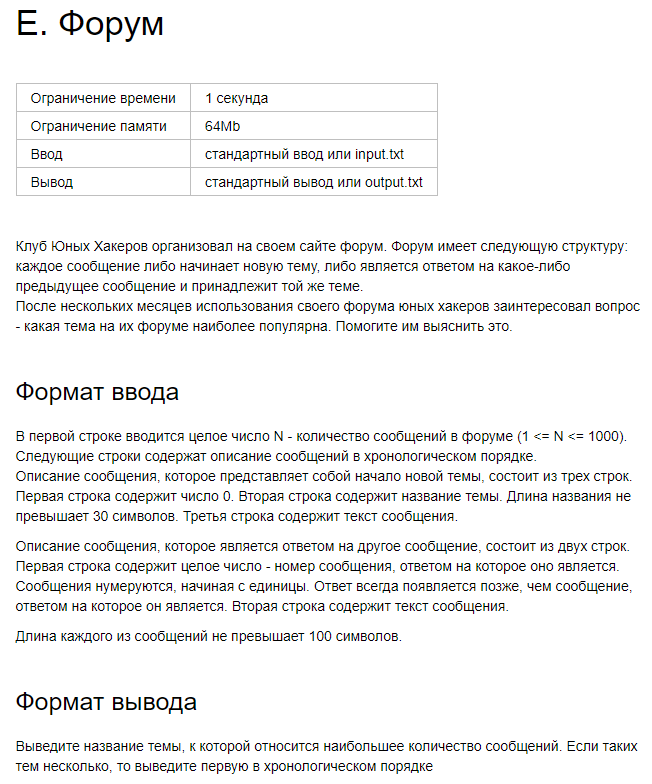 E. Форум
Ограничение времени 1 секунда
Ограничение памяти 64Mb
Ввод стандартный ввод или input.txt
Вывод стандартный вывод или output.txt
Клуб Юных Хакеров организовал на своем сайте форум. Форум имеет следующую структуру:
каждое сообщение либо начинает новую тему, либо является ответом на какое-либо
предыдущее сообщение и принадлежит той же теме.
После нескольких месяцев использования своего форума юных хакеров заинтересовал вопрос
- какая тема на их форуме наиболее популярна. Помогите им выяснить это.
Формат ввода
В первой строке вводится целое число N - количество сообщений в форуме (1 <= N <= 1000).
Следующие строки содержат описание сообщений в хронологическом порядке.
Описание сообщения, которое представляет собой начало новой темы, состоит из трех строк.
Первая строка содержит число 0. Вторая строка содержит название темы. Длина названия не
превышает 30 символов. Третья строка содержит текст сообщения.
Описание сообщения, которое является ответом на другое сообщение, состоит из двух строк.
Первая строка содержит целое число - номер сообщения, ответом на которое оно является.
Сообщения нумеруются, начиная с единицы. Ответ всегда появляется позже, чем сообщение,
ответом на которое он является. Вторая строка содержит текст сообщения.
Длина каждого из сообщений не превышает 100 символов.
Формат вывода
Выведите название темы, к которой относится наибольшее количество сообщений. Если таких
тем несколько, то выведите первую в хронологическом порядке